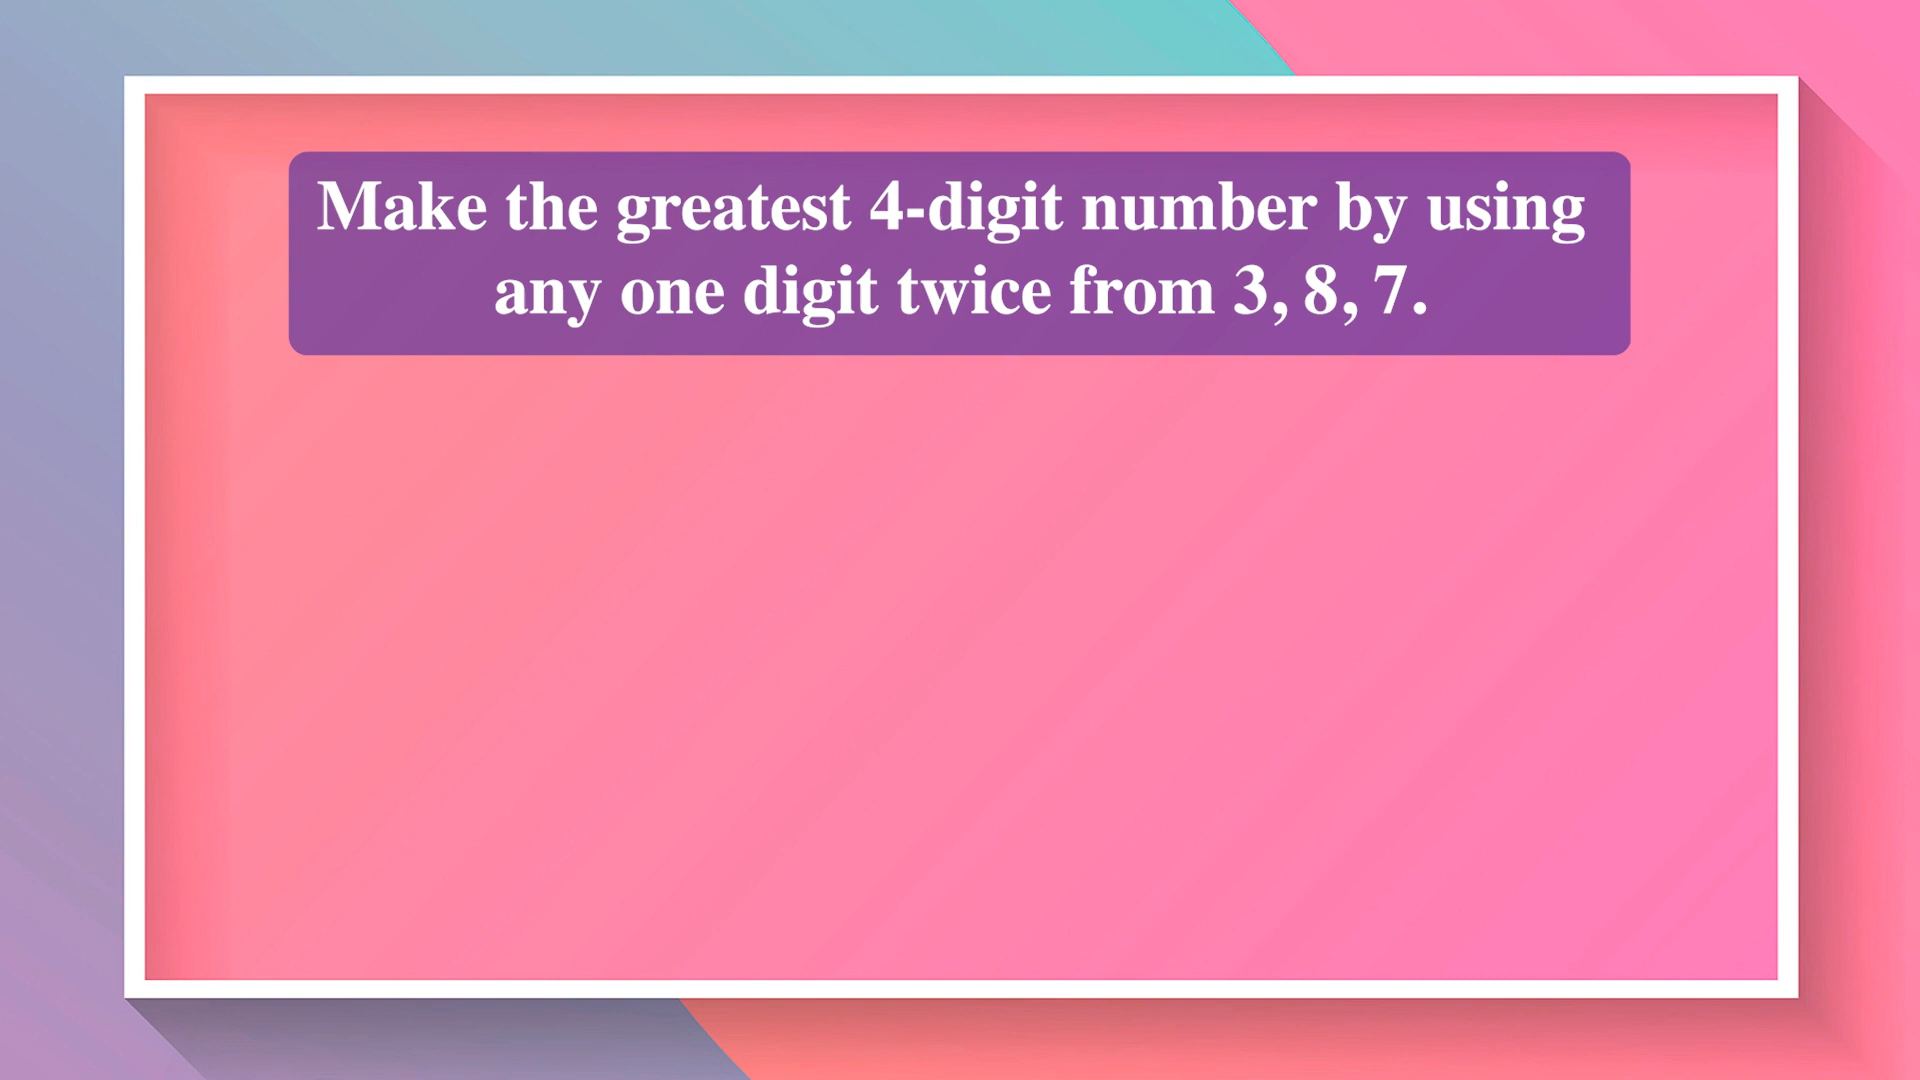 Make the greatest 4-digit number by using
any one digit twice from 3, 8, 7.